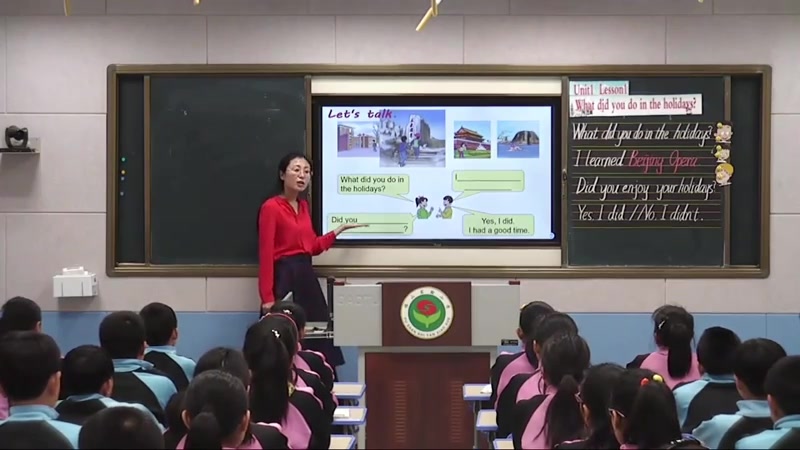 Let's talk.
What did you do in
the holidays?
I
Did you
?
Yes, I did.
I had a good time.
Unit1 Lesson1
What did you do in the holidays?
What did you do in the holidays?
I learned Beijing Opera
Did you enjoy your holidays?
Yes. I did. // No. I didn't.